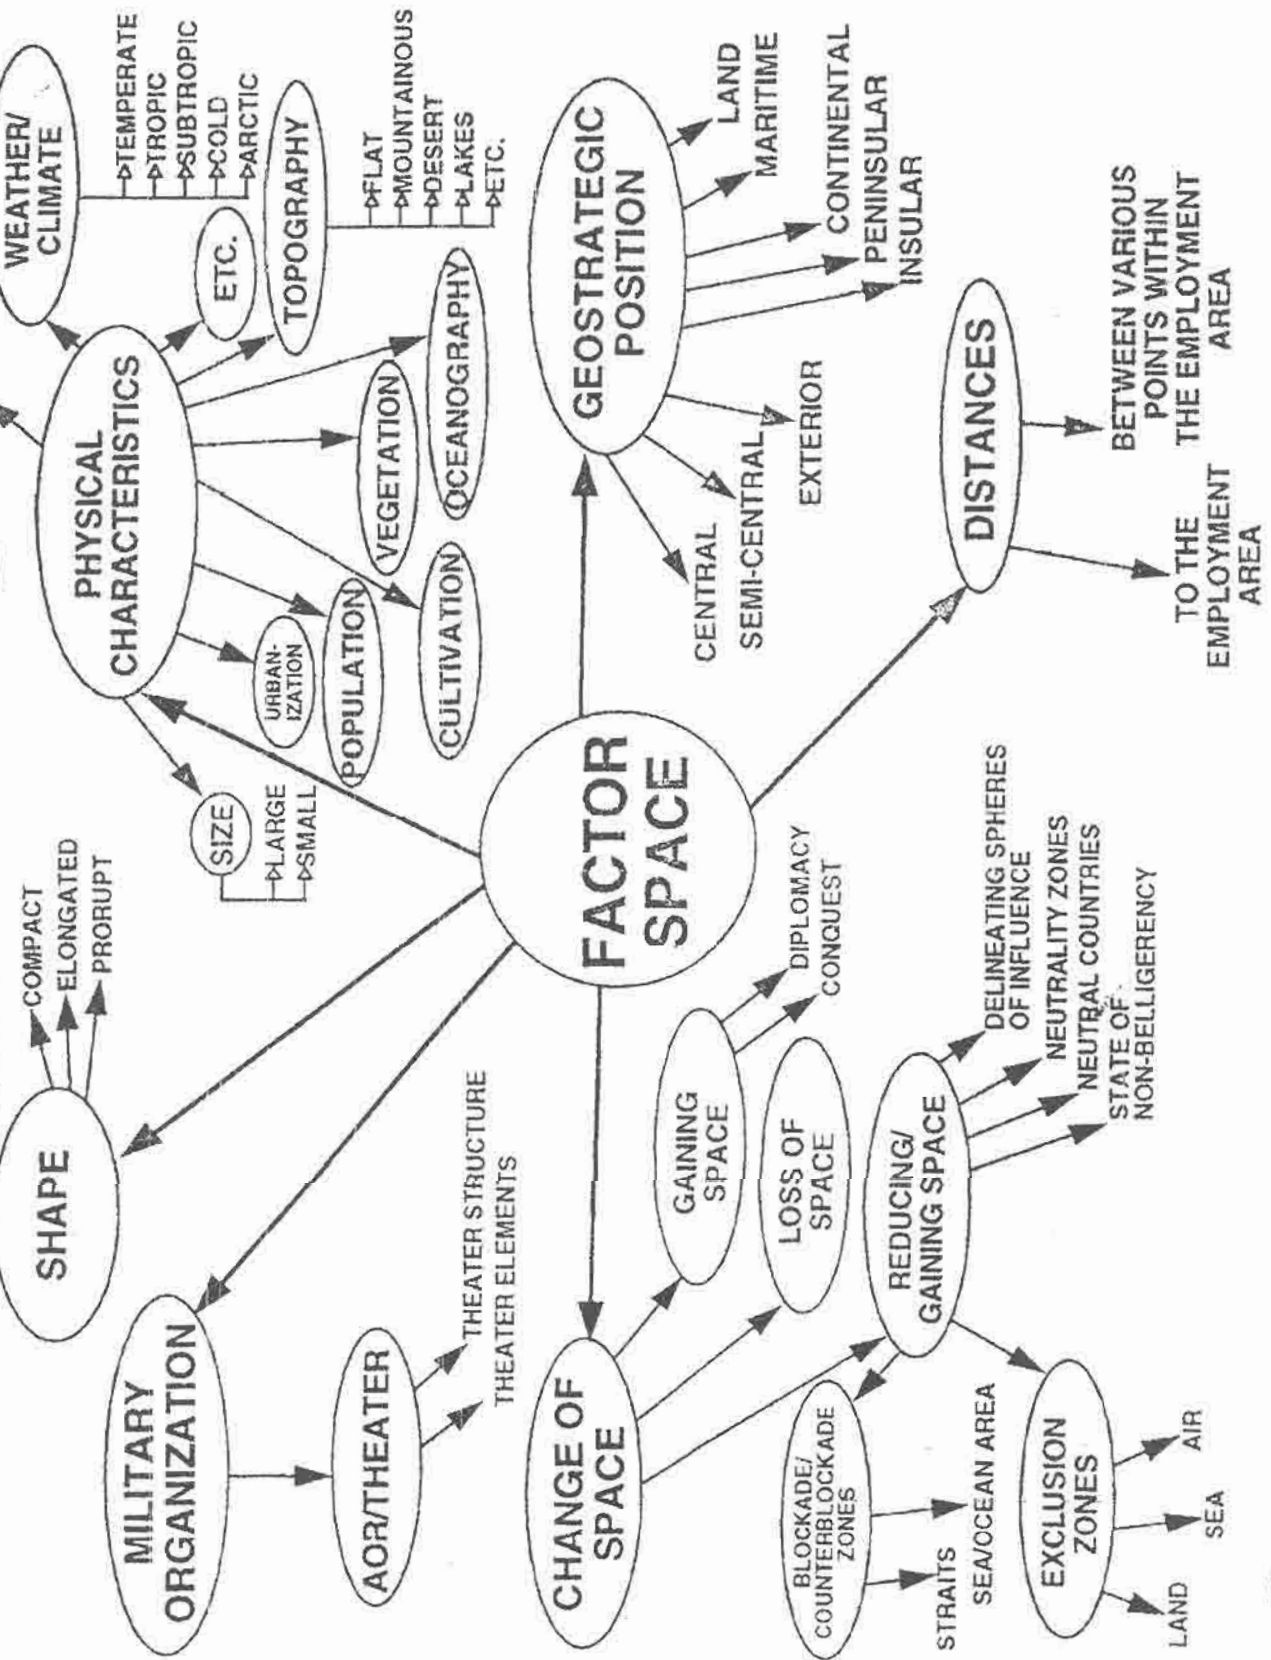 SHAPE
COMPACT
ELONGATED
PRORUPT
PHYSICAL
CHARACTERISTICS
WEATHER/
CLIMATE
TEMPERATE
TROPIC
SUBTROPIC
COLD
ARCTIC
ETC.
TOPOGRAPHY
FLAT
MOUNTAINOUS
DESERT
LAKES
ETC.
OCEANOGRAPHY
VEGETATION
CULTIVATION
POPULATION
URBAN-
IZATION
SIZE
LARGE
SMALL
MILITARY
ORGANIZATION
AOR/THEATER
THEATER STRUCTURE
THEATER ELEMENTS
FACTOR
SPACE
GEOSTRATEGIC
POSITION
LAND
MARITIME
CONTINENTAL
PENINSULAR
INSULAR
CENTRAL
SEMI-CENTRAL
EXTERIOR
CHANGE OF
SPACE
GAINING
SPACE
DIPLOMACY
CONQUEST
LOSS OF
SPACE
REDUCING/
GAINING SPACE
DELINEATING SPHERES
OF INFLUENCE
NEUTRALITY ZONES
NEUTRAL COUNTRIES
STATE OF
NON-BELLIGERENCY
BLOCKADE/
COUNTERBLOCKADE
ZONES
STRAITS
SEA/OCEAN AREA
EXCLUSION
ZONES
LAND
SEA
AIR
DISTANCES
TO THE
EMPLOYMENT
AREA
BETWEEN VARIOUS
POINTS WITHIN
THE EMPLOYMENT
AREA